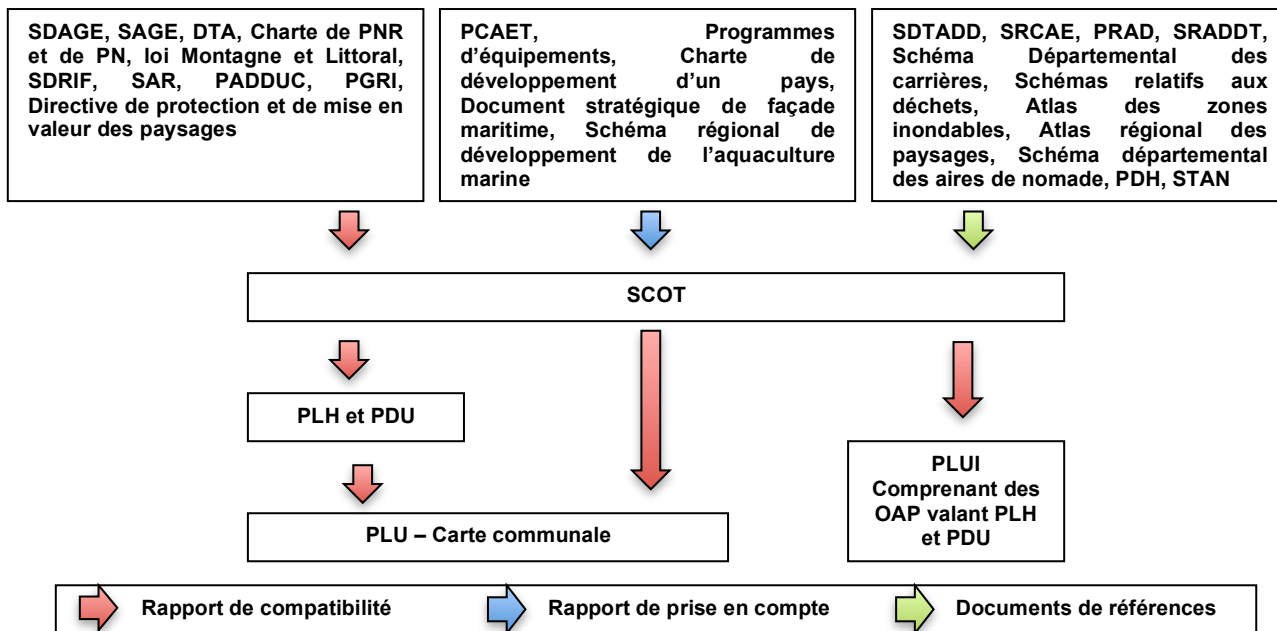 SDAGE, SAGE, DTA, Charte de PNR
et de PN, loi Montagne et Littoral,
SDRIF, SAR, PADDUC, PGRI,
Directive de protection et de mise en
valeur des paysages
PCAET, Programmes
d’équipements, Charte de
développement d’un pays,
Document stratégique de façade
maritime, Schéma régional de
développement de l’aquaculture
marine
SDTADD, SRCAE, PRAD, SRADDT,
Schéma Départemental des
carrières, Schémas relatifs aux
déchets, Atlas des zones
inondables, Atlas régional des
paysages, Schéma départemental
des aires de nomade, PDH, STAN
SCOT
PLH et PDU
PLU – Carte communale
PLUI
Comprenant des
OAP valant PLH
et PDU
Rapport de compatibilité
Rapport de prise en compte
Documents de références